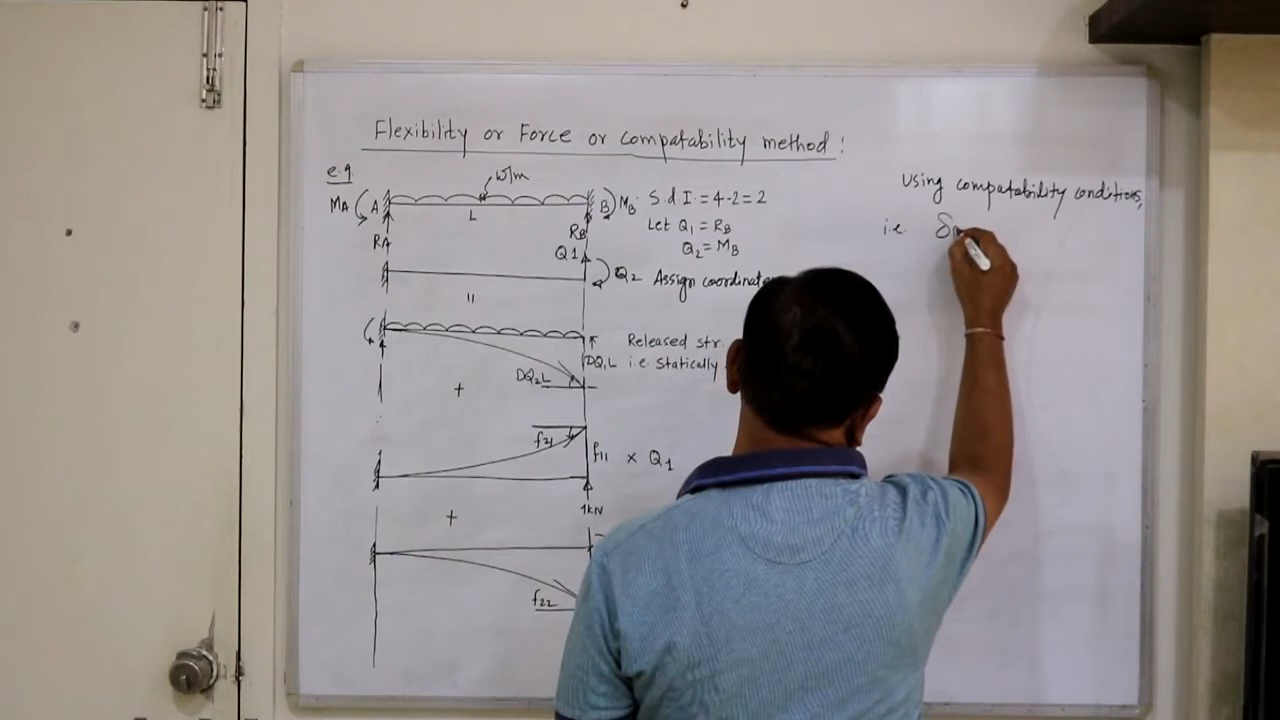 Flexibility or Force or compatability method :
e.g.
w/m
MA A
L
B MB
RA
RB
S.d.I. = 4-2 = 2
Let Q1 = RB
Q2 = MB
Q1
Q2 Assign coordinate
=
Released str.
DQ1L i.e. statically
DQ2L
+
f21
f11 × Q1
1kN
+
f22
Using compatability conditions,
i.e. δ